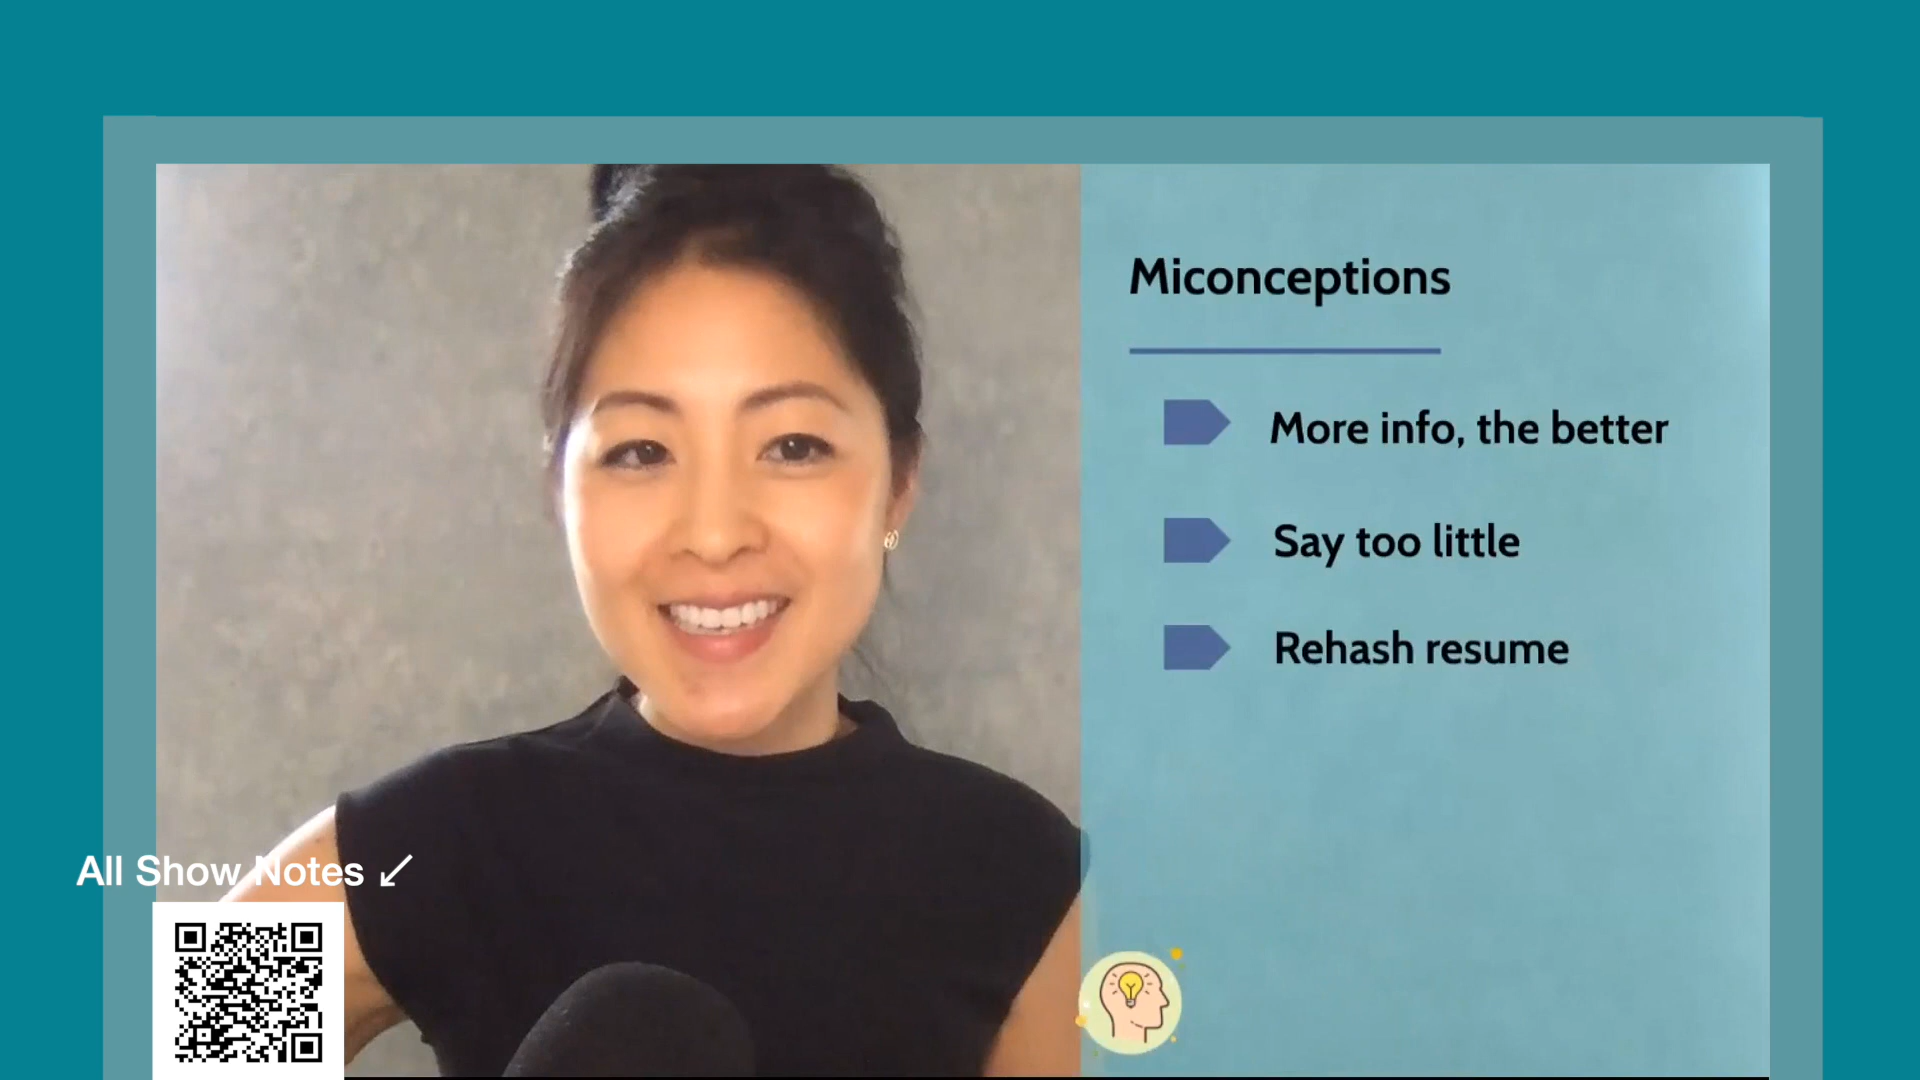 Miconceptions
More info, the better
Say too little
Rehash resume
All Show Notes ↙